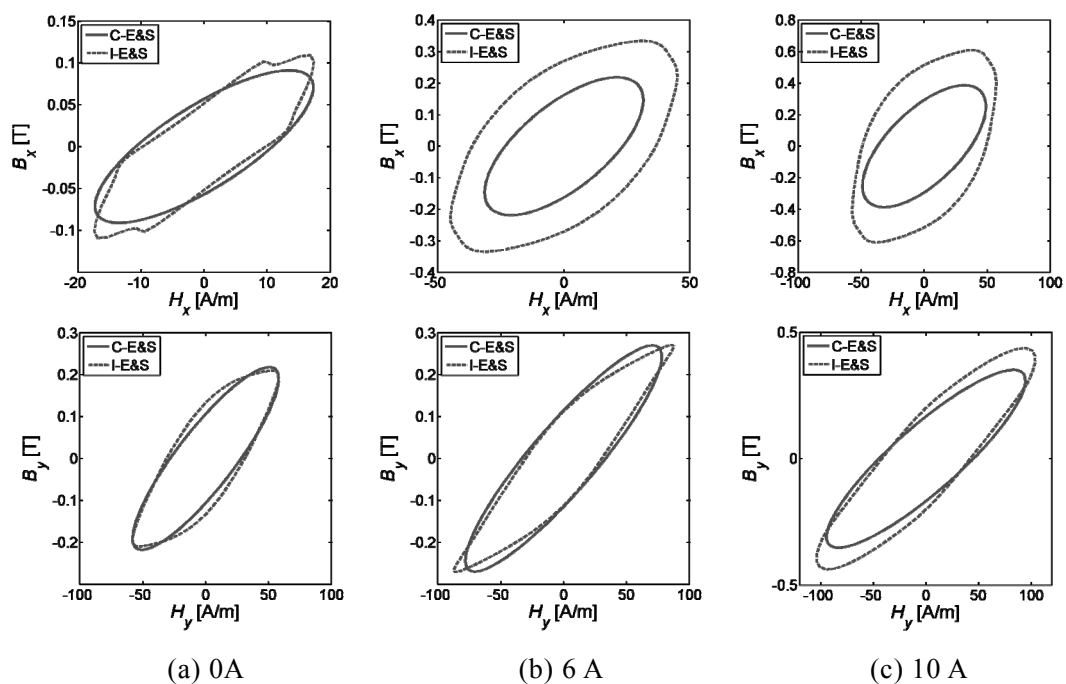 0.15
0.1
0.05
0
-0.05
-0.1
-20
-10
0
10
20
B_x [T]
H_x [A/m]
C-E&S
I-E&S
0.4
0.3
0.2
0.1
0
-0.1
-0.2
-0.3
-0.4
-50
0
50
B_x [T]
H_x [A/m]
C-E&S
I-E&S
0.8
0.6
0.4
0.2
0
-0.2
-0.4
-0.6
-0.8
-100
-50
0
50
100
B_x [T]
H_x [A/m]
C-E&S
I-E&S
0.3
0.2
0.1
0
-0.1
-0.2
-100
-50
0
50
100
B_y [T]
H_y [A/m]
C-E&S
I-E&S
0.3
0.2
0.1
0
-0.1
-0.2
-100
-50
0
50
100
B_y [T]
H_y [A/m]
C-E&S
I-E&S
0.5
0
-0.5
-100
-50
0
50
100
B_y [T]
H_y [A/m]
C-E&S
I-E&S
(a) 0A
(b) 6 A
(c) 10 A